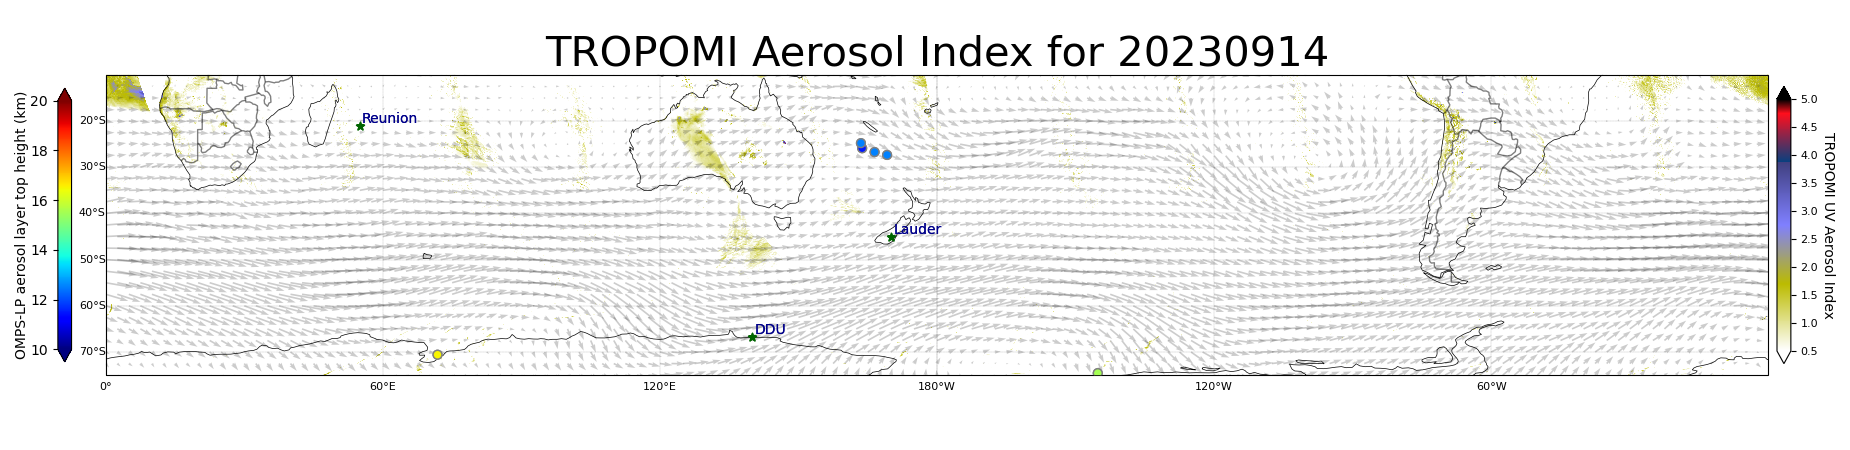 TROPOMI Aerosol Index for 20230914
OMPS-LP aerosol layer top height (km)
20
18
16
14
12
10
20°S
30°S
40°S
50°S
60°S
70°S
0°
60°E
120°E
180°W
120°W
60°W
Reunion
Lauder
DDU
5.0
4.5
4.0
3.5
3.0
2.5
2.0
1.5
1.0
0.5
TROPOMI UV Aerosol Index